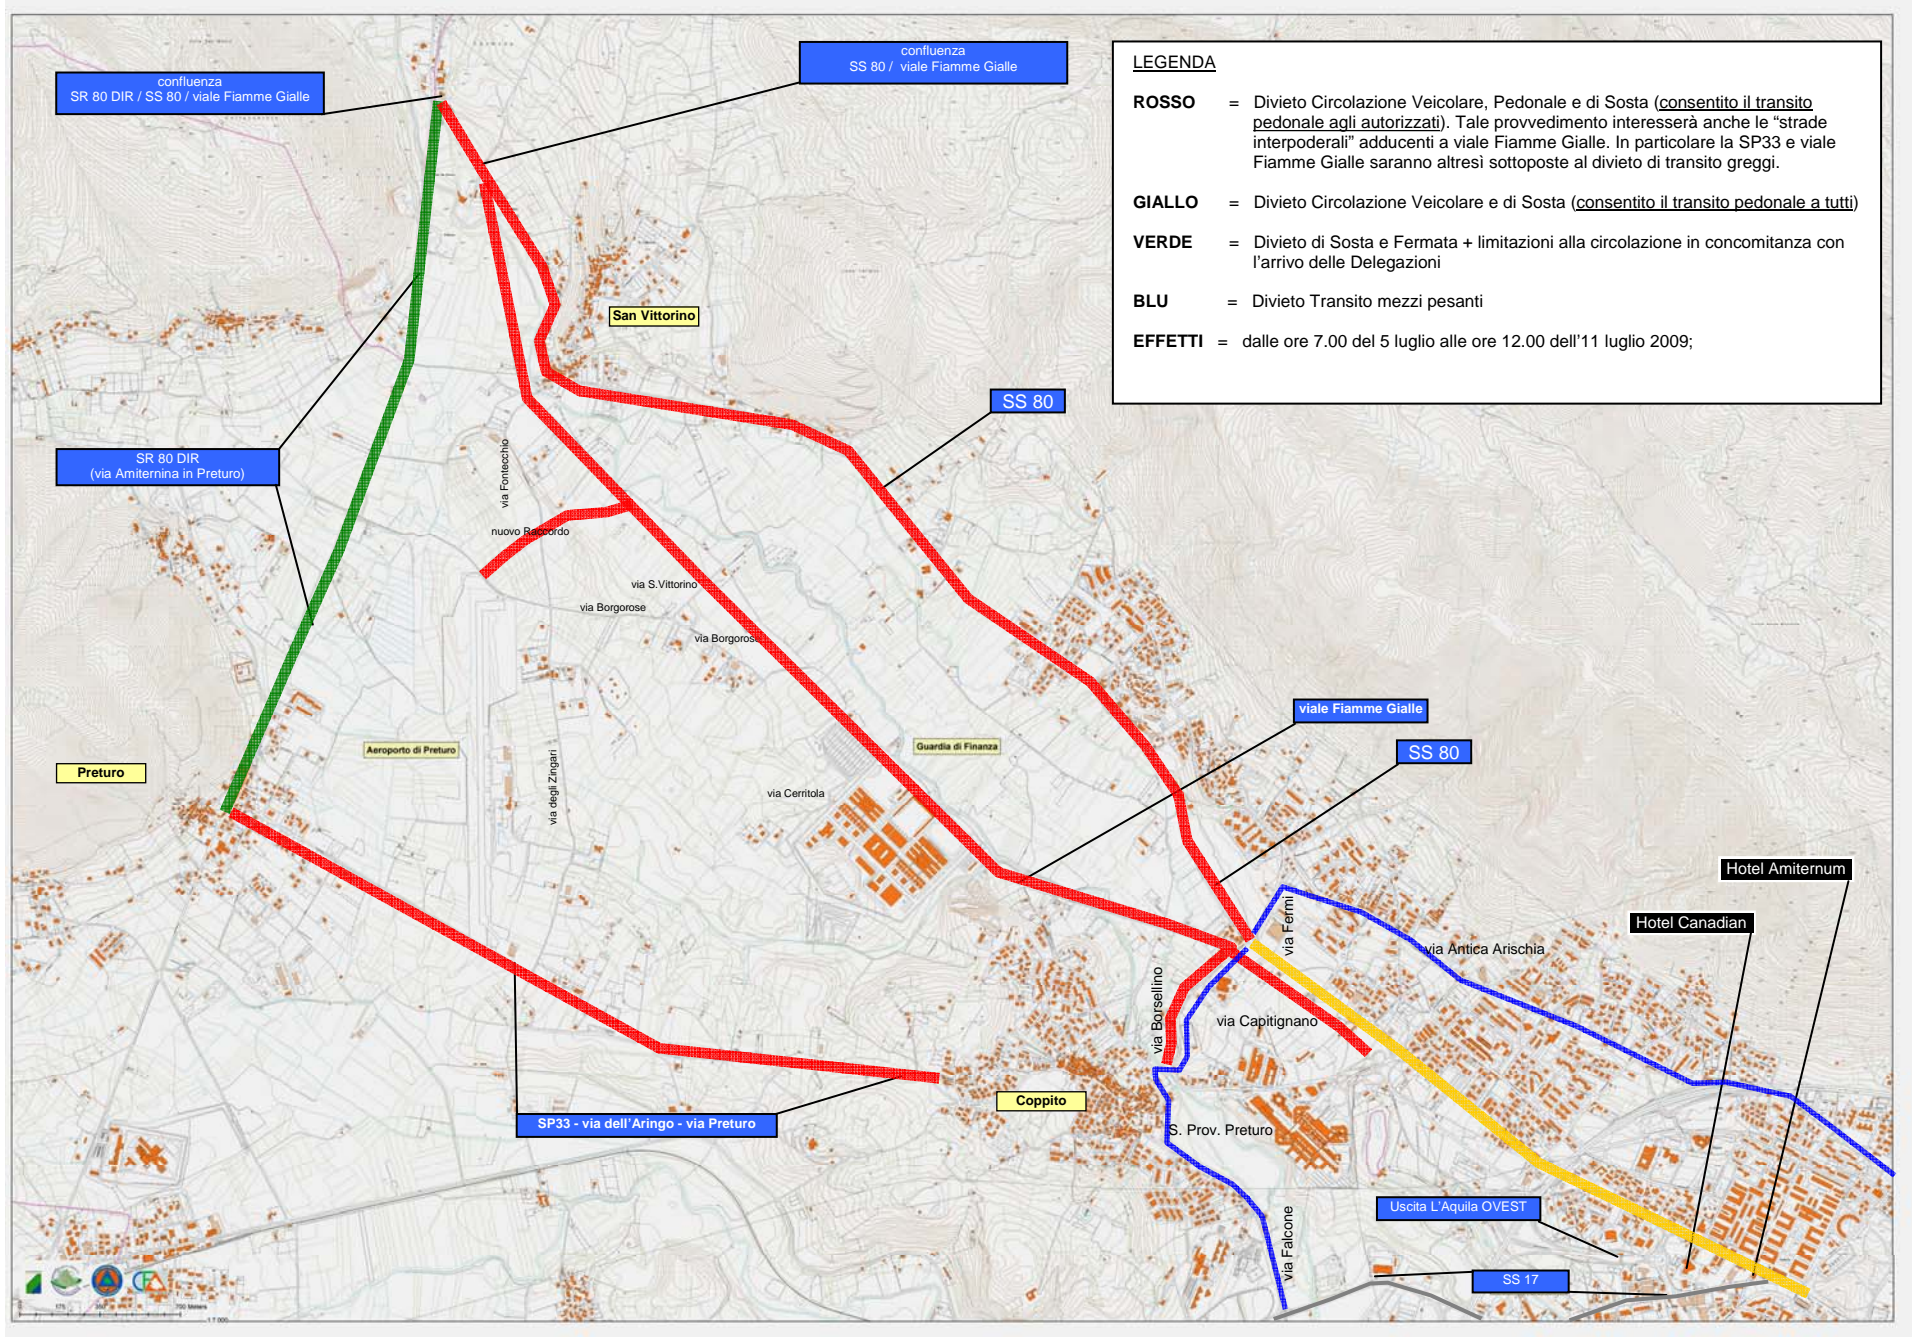 confluenza
SR 80 DIR / SS 80 / viale Fiamme Gialle
confluenza
SS 80 / viale Fiamme Gialle
LEGENDA
ROSSO = Divieto Circolazione Veicolare, Pedonale e di Sosta (consentito il transito
pedonale agli autorizzati). Tale provvedimento interesserà anche le “strade
interpoderali” adducenti a viale Fiamme Gialle. In particolare la SP33 e viale
Fiamme Gialle saranno altresì sottoposte al divieto di transito greggi.
GIALLO = Divieto Circolazione Veicolare e di Sosta (consentito il transito pedonale a tutti)
VERDE = Divieto di Sosta e Fermata + limitazioni alla circolazione in concomitanza con
l’arrivo delle Delegazioni
BLU = Divieto Transito mezzi pesanti
EFFETTI = dalle ore 7.00 del 5 luglio alle ore 12.00 dell’11 luglio 2009;
San Vittorino
SS 80
SR 80 DIR
(via Amiternina in Preturo)
via Fontecchio
nuovo Raccordo
via S.Vittorino
via Borgorose
via Borgorose
viale Fiamme Gialle
SS 80
Aeroporto di Preturo
Guardia di Finanza
Preturo
via degli Zingari
via Cerritola
Hotel Amiternum
Hotel Canadian
via Fermi
via Antica Arischia
via Borsellino
via Capitignano
Coppito
SP33 - via dell’Aringo - via Preturo
S. Prov. Preturo
Uscita L’Aquila OVEST
via Falcone
SS 17
175 350 700 Meters
1:7.000